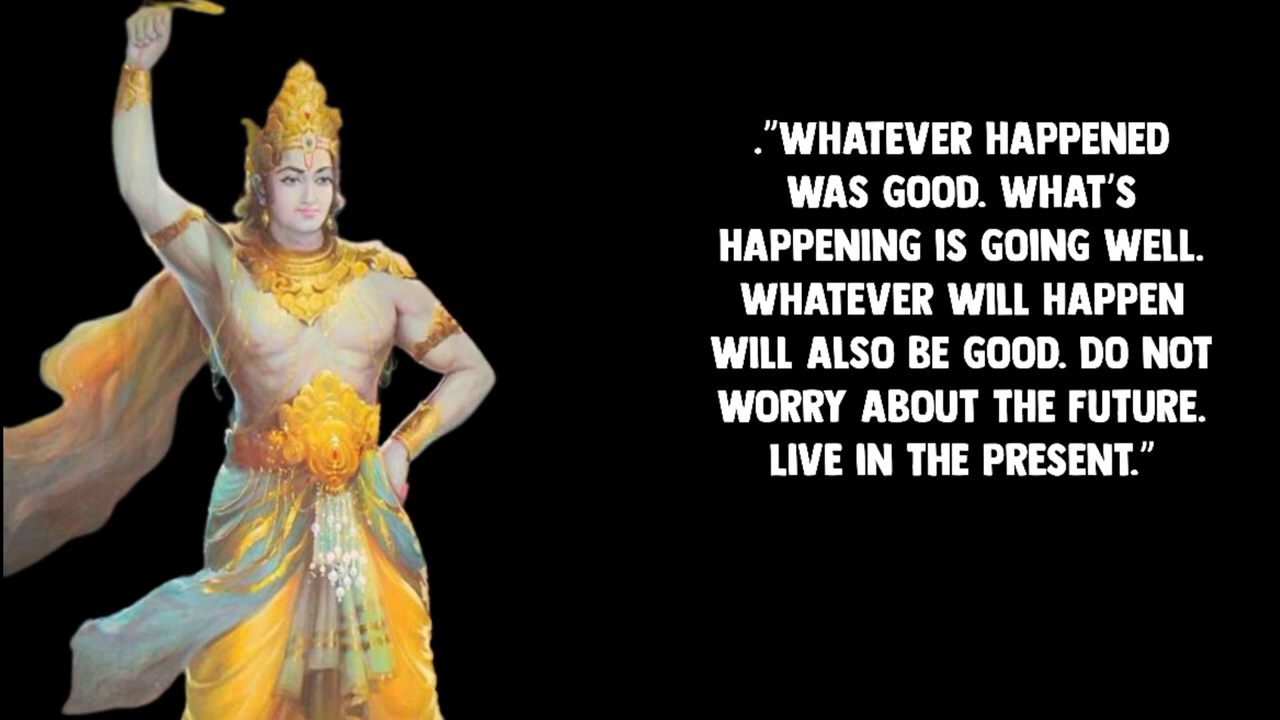 ."WHATEVER HAPPENED
WAS GOOD. WHAT'S
HAPPENING IS GOING WELL.
WHATEVER WILL HAPPEN
WILL ALSO BE GOOD. DO NOT
WORRY ABOUT THE FUTURE.
LIVE IN THE PRESENT."